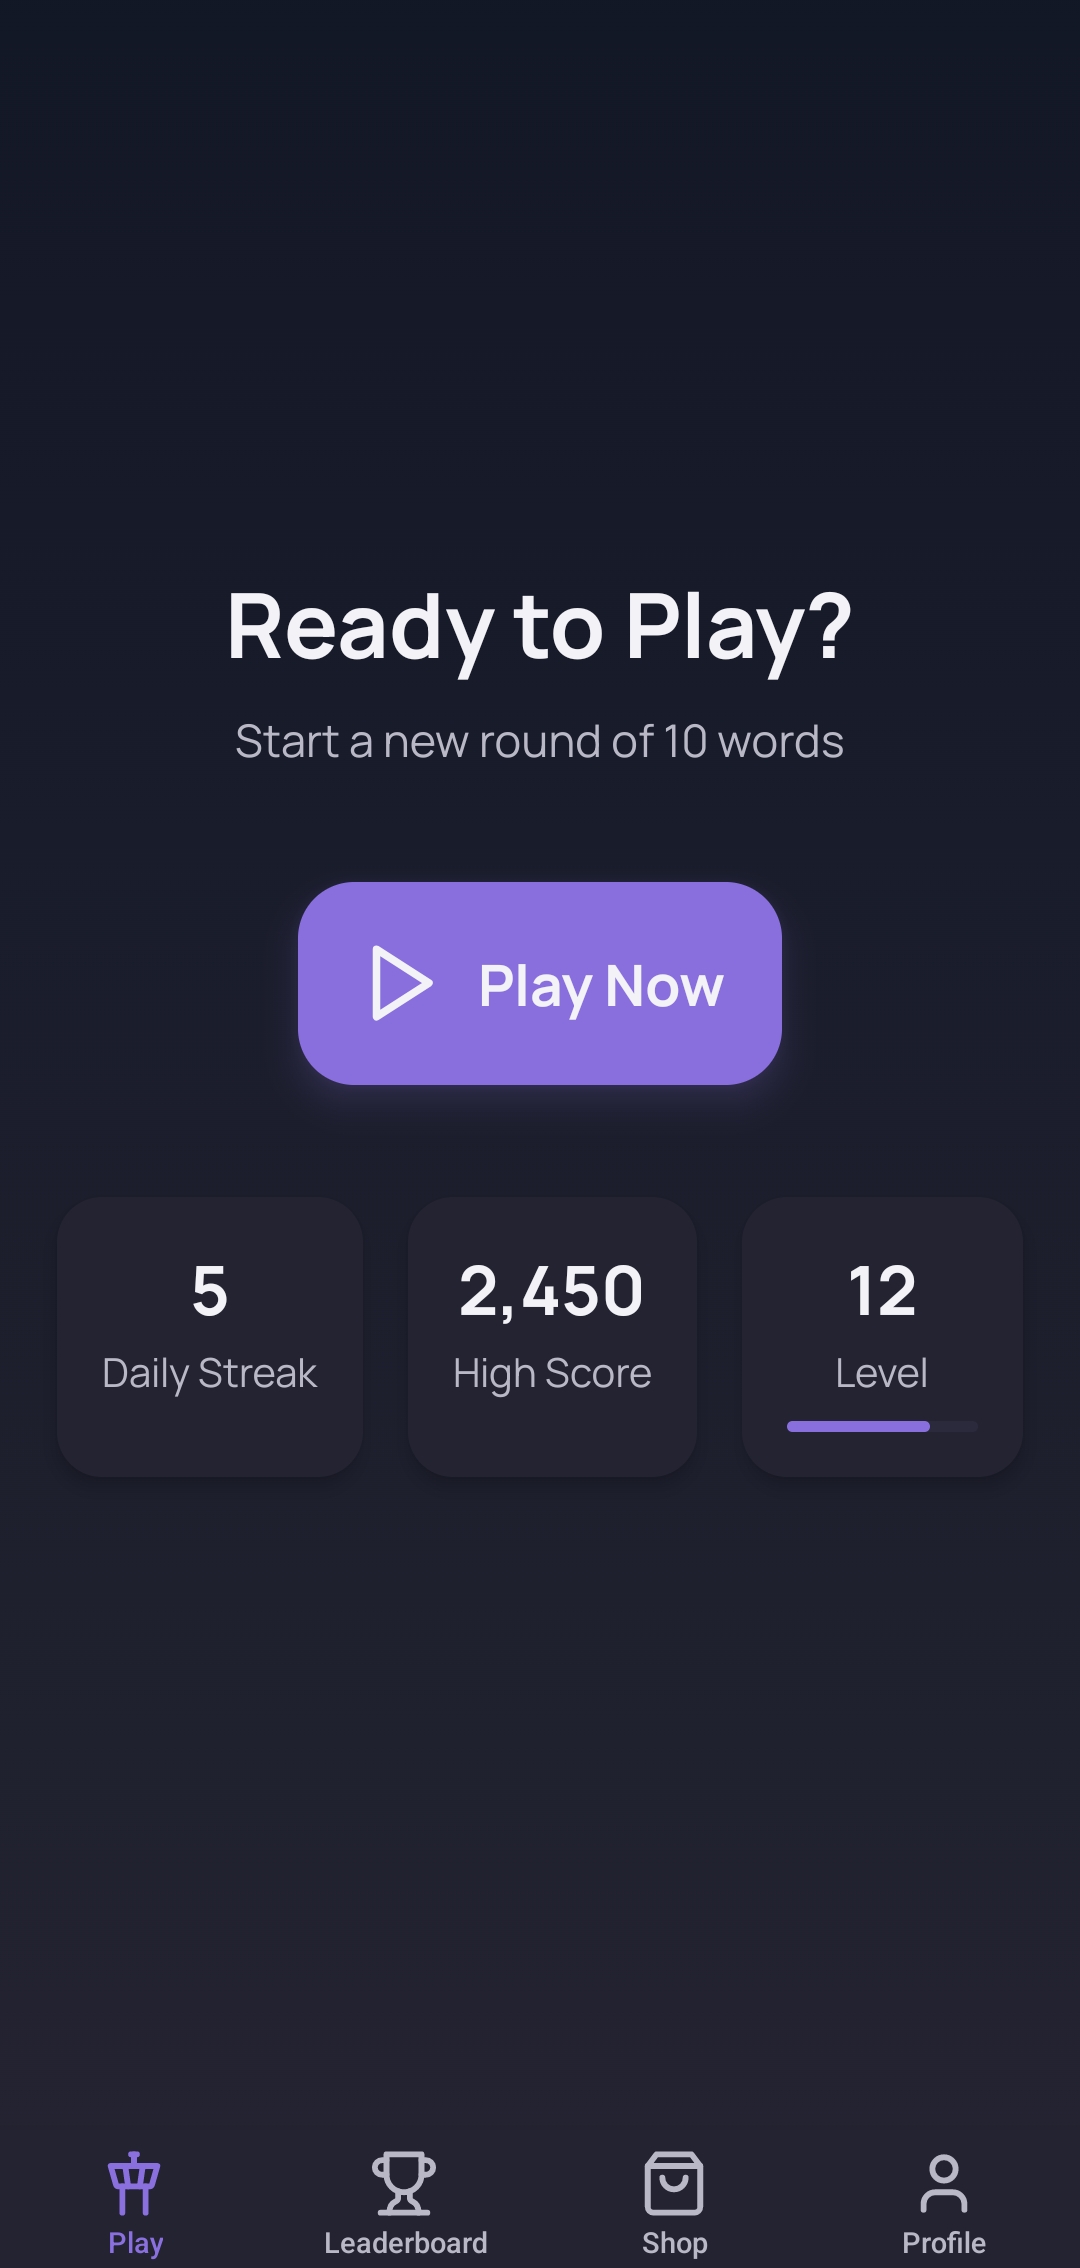 Ready to Play?
Start a new round of 10 words
Play Now
5
Daily Streak
2,450
High Score
12
Level
Play
Leaderboard
Shop
Profile